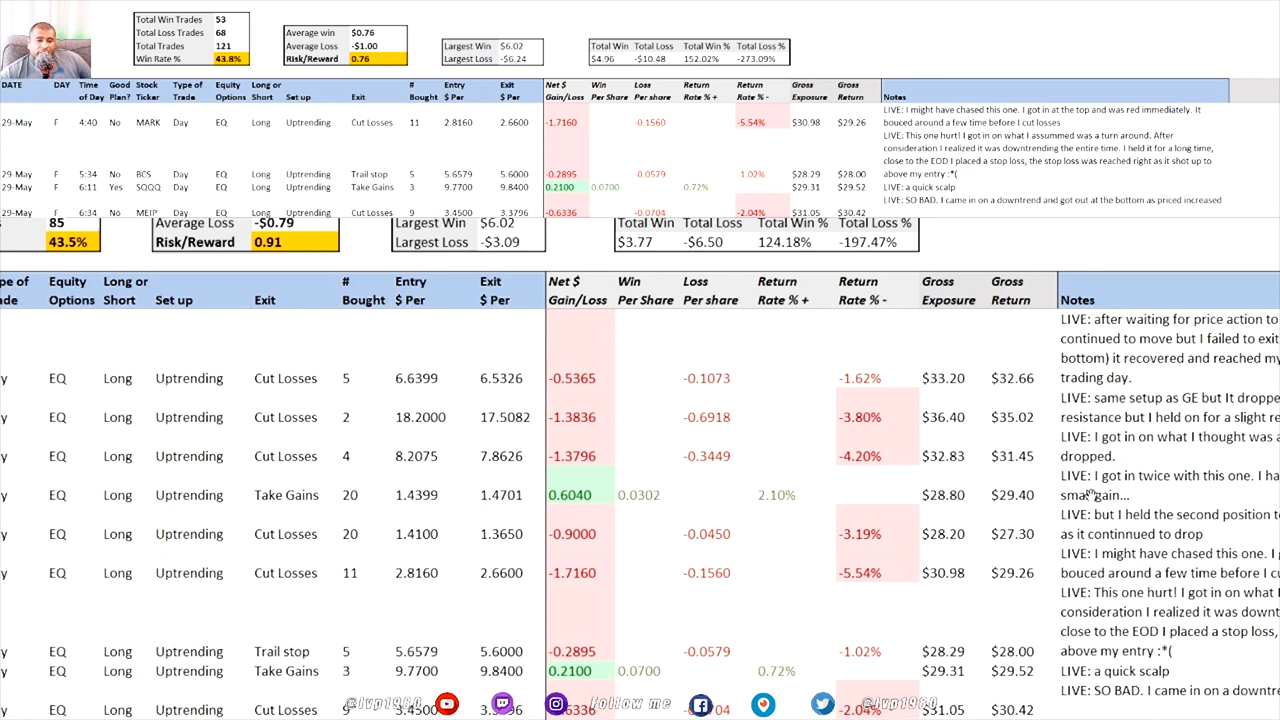 Total Win Trades 53
Total Loss Trades 68
Total Trades 121
Win Rate % 43.8%
Average win $0.76
Average Loss -$1.00
Risk/Reward 0.76
Largest Win $6.02
Largest Loss -$6.24
Total Win Total Loss Total Win % Total Loss %
$4.96 -$10.48 152.02% -273.09%
DATE DAY Time of Day Good Plan? Stock Ticker Type of Trade Equity Options Long or Short Set up Exit # Bought Entry $ Per Exit $ Per Net $ Gain/Loss Win Per Share Loss Per share Return Rate % + Return Rate % - Gross Exposure Gross Return Notes
LIVE: I might have chased this one. I got in at the top and was red immediately. It
29-May F 4:40 No MARK Day EQ Long Uptrending Cut Losses 11 2.8160 2.6600 -1.7160 -0.1560 -5.54% $30.98 $29.26 bouced around a few time before I cut losses
LIVE: This one hurt! I got in on what I assummed was a turn around. After
consideration I realized it was downtrending the entire time. I held it for a long time,
close to the EOD I placed a stop loss, the stop loss was reached right as it shot up to
29-May F 5:34 No BCS Day EQ Long Uptrending Trail stop 5 5.6579 5.6000 -0.2895 -0.0579 -1.02% $28.29 $28.00 above my entry :*(
29-May F 6:11 Yes SQQQ Day EQ Long Uptrending Take Gains 3 9.7700 9.8400 0.2100 0.0700 0.72% $29.31 $29.52 LIVE: a quick scalp
LIVE: SO BAD. I came in on a downtrend and got out at the bottom as priced increased
29-May F 6:34 No MEIP Day EQ Long Uptrending Cut Losses 9 3.4500 3.3796 -0.6336 -0.0704 -2.04% $31.05 $30.42
85 Average Loss -$0.79 Largest Win $6.02 Total Win Total Loss Total Win % Total Loss %
43.5% Risk/Reward 0.91 Largest Loss -$3.09 $3.77 -$6.50 124.18% -197.47%
pe of Equity Long or # Entry Exit Net $ Win Loss Return Return Gross Gross
de Options Short Set up Exit Bought $ Per $ Per Gain/Loss Per Share Per share Rate % + Rate % - Exposure Return Notes
LIVE: after waiting for price action to
continued to move but I failed to exit
bottom) it recovered and reached my
y EQ Long Uptrending Cut Losses 5 6.6399 6.5326 -0.5365 -0.1073 -1.62% $33.20 $32.66 trading day.
LIVE: same setup as GE but It droppe
y EQ Long Uptrending Cut Losses 2 18.2000 17.5082 -1.3836 -0.6918 -3.80% $36.40 $35.02 resistance but I held on for a slight re
LIVE: I got in on what I thought was a
y EQ Long Uptrending Cut Losses 4 8.2075 7.8626 -1.3796 -0.3449 -4.20% $32.83 $31.45 dropped.
LIVE: I got in twice with this one. I ha
y EQ Long Uptrending Take Gains 20 1.4399 1.4701 0.6040 0.0302 2.10% $28.80 $29.40 small gain...
LIVE: but I held the second position to
y EQ Long Uptrending Cut Losses 20 1.4100 1.3650 -0.9000 -0.0450 -3.19% $28.20 $27.30 as it continnued to drop
LIVE: I might have chased this one. I g
y EQ Long Uptrending Cut Losses 11 2.8160 2.6600 -1.7160 -0.1560 -5.54% $30.98 $29.26 bouced around a few time before I cu
LIVE: This one hurt! I got in on what I
consideration I realized it was downt
close to the EOD I placed a stop loss,
y EQ Long Uptrending Trail stop 5 5.6579 5.6000 -0.2895 -0.0579 -1.02% $28.29 $28.00 above my entry :*(
y EQ Long Uptrending Take Gains 3 9.7700 9.8400 0.2100 0.0700 0.72% $29.31 $29.52 LIVE: a quick scalp
LIVE: SO BAD. I came in on a downtre
y EQ Long Uptrending Cut Losses 9 3.4500 -2.04% $31.05 $30.42
@lvp1980 Follow me @lvp1980